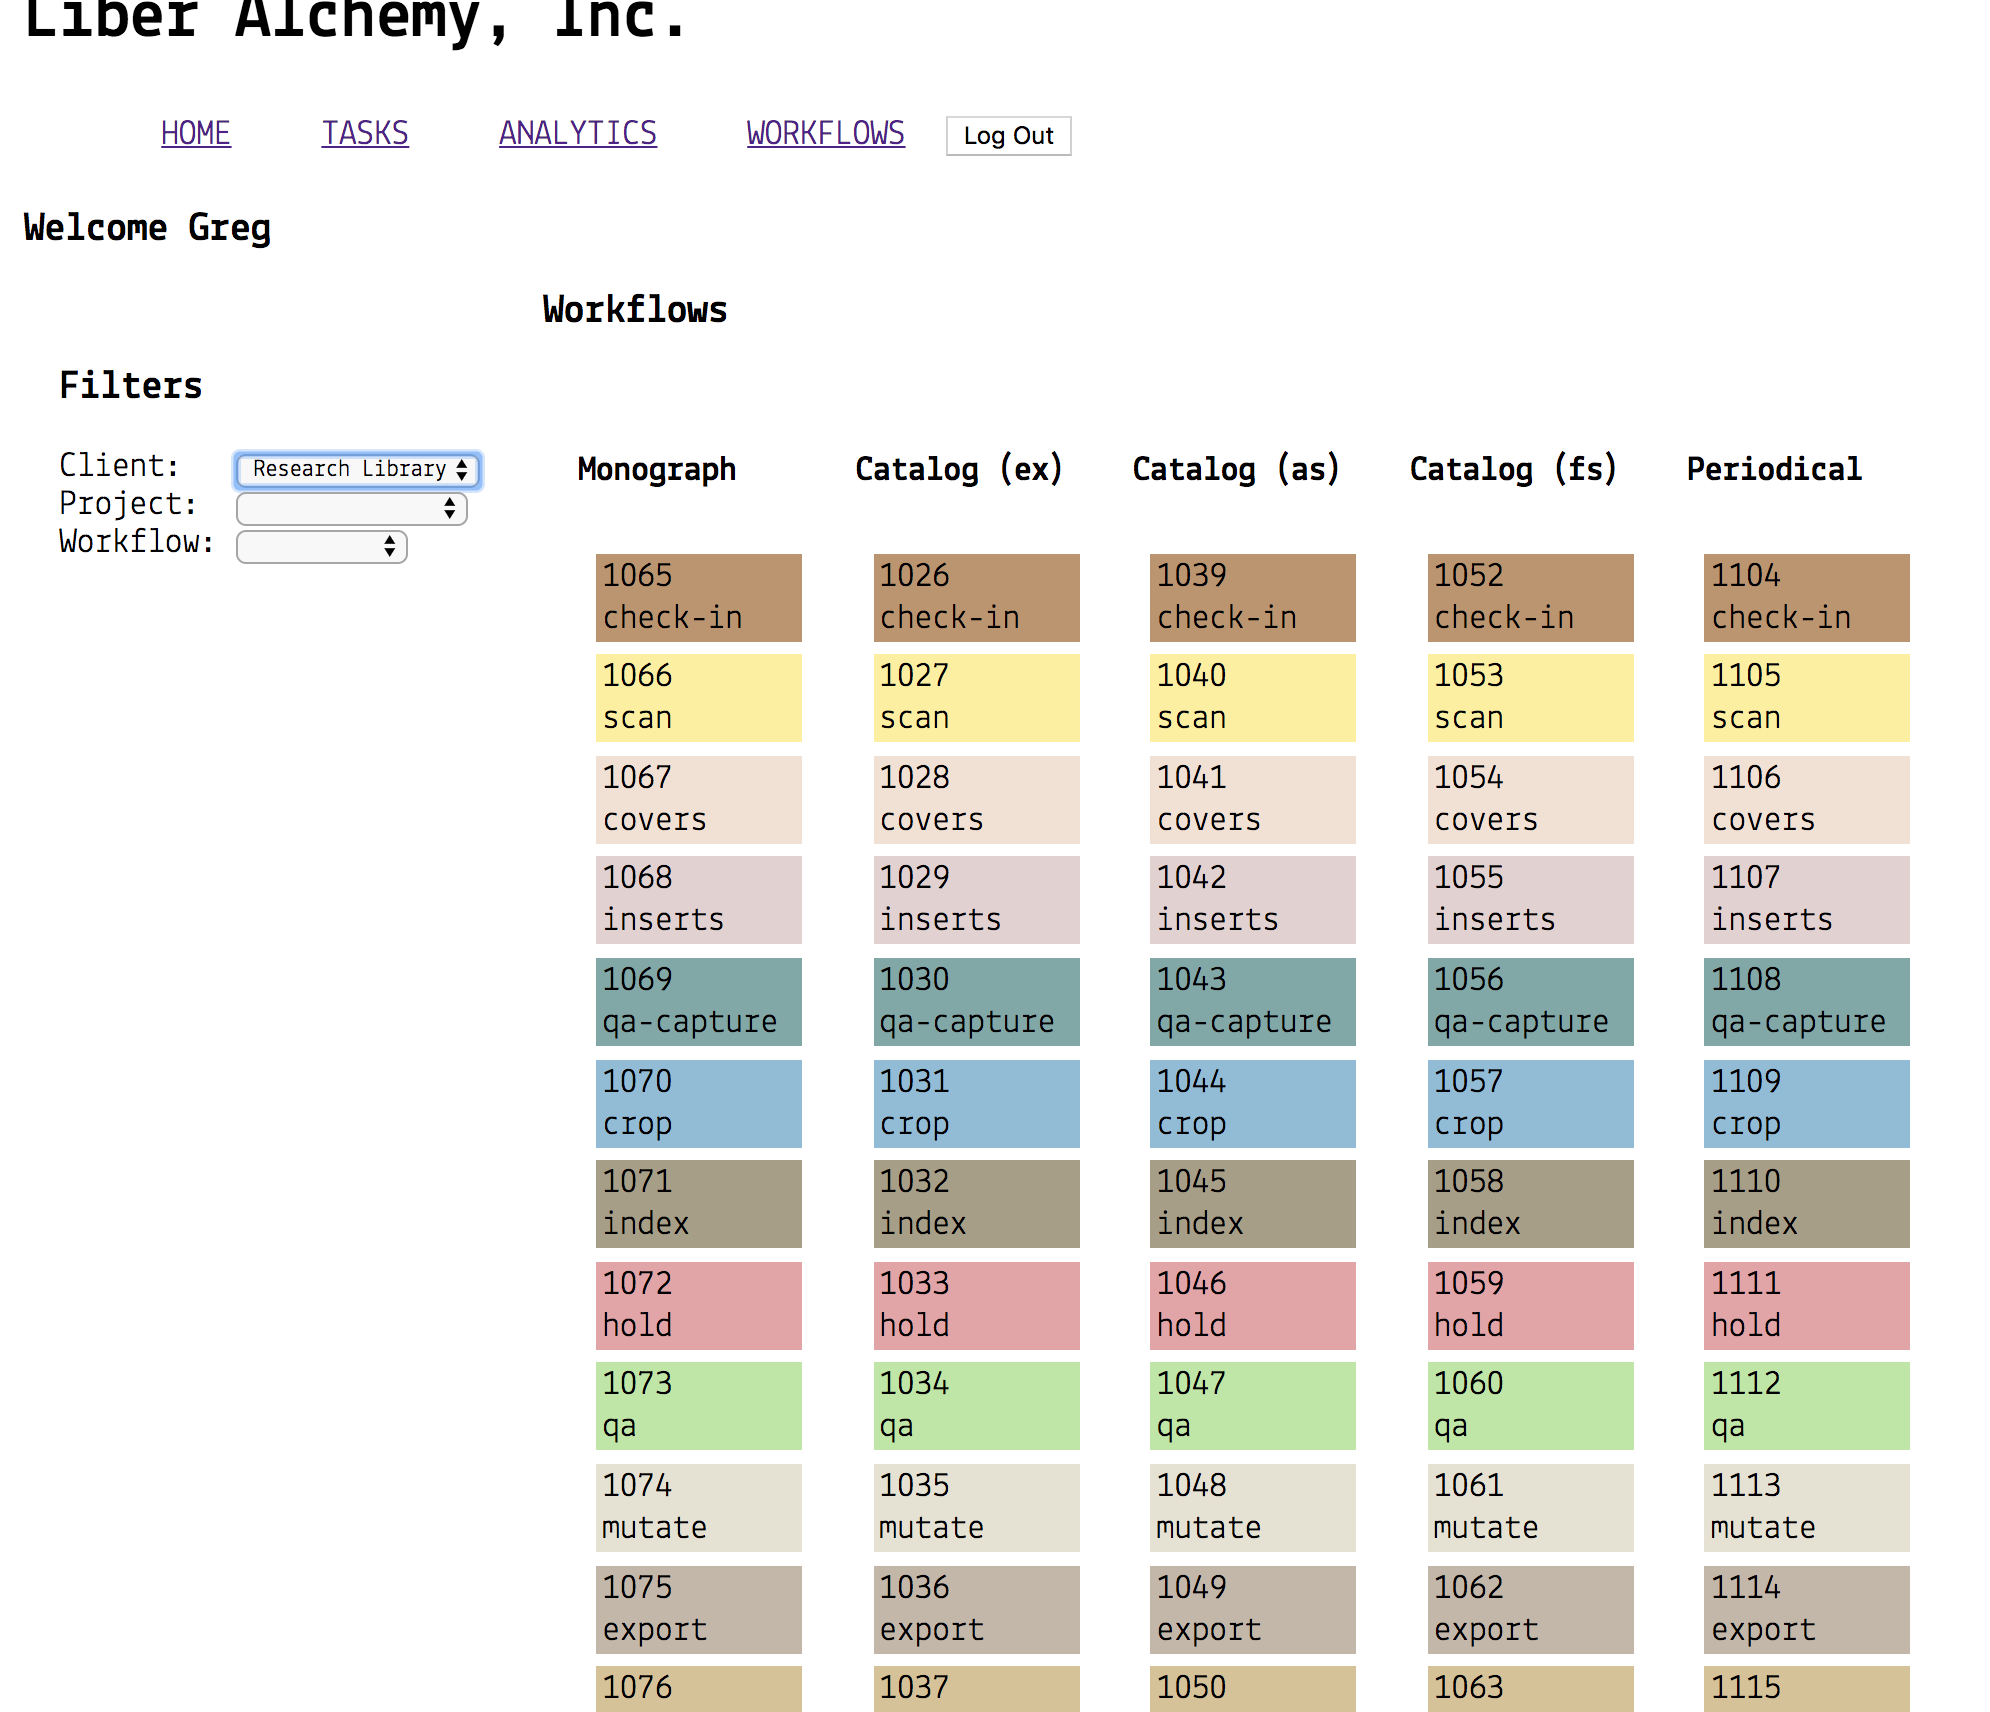 Liber Alchemy, Inc.
HOME TASKS ANALYTICS WORKFLOWS Log Out
Welcome Greg
Workflows
Filters
Client: Research Library
Project:
Workflow:
Monograph Catalog (ex) Catalog (as) Catalog (fs) Periodical
1065 1026 1039 1052 1104
check-in check-in check-in check-in check-in
1066 1027 1040 1053 1105
scan scan scan scan scan
1067 1028 1041 1054 1106
covers covers covers covers covers
1068 1029 1042 1055 1107
inserts inserts inserts inserts inserts
1069 1030 1043 1056 1108
qa-capture qa-capture qa-capture qa-capture qa-capture
1070 1031 1044 1057 1109
crop crop crop crop crop
1071 1032 1045 1058 1110
index index index index index
1072 1033 1046 1059 1111
hold hold hold hold hold
1073 1034 1047 1060 1112
qa qa qa qa qa
1074 1035 1048 1061 1113
mutate mutate mutate mutate mutate
1075 1036 1049 1062 1114
export export export export export
1076 1037 1050 1063 1115